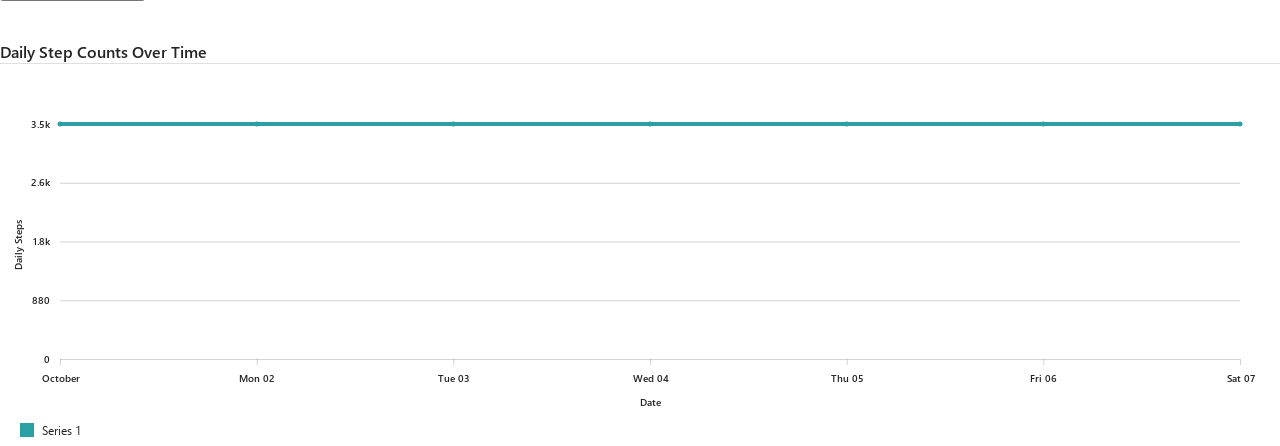 Daily Step Counts Over Time
3.5k
2.6k
1.8k
880
0
Daily Steps
October
Mon 02
Tue 03
Wed 04
Thu 05
Fri 06
Sat 07
Date
Series 1